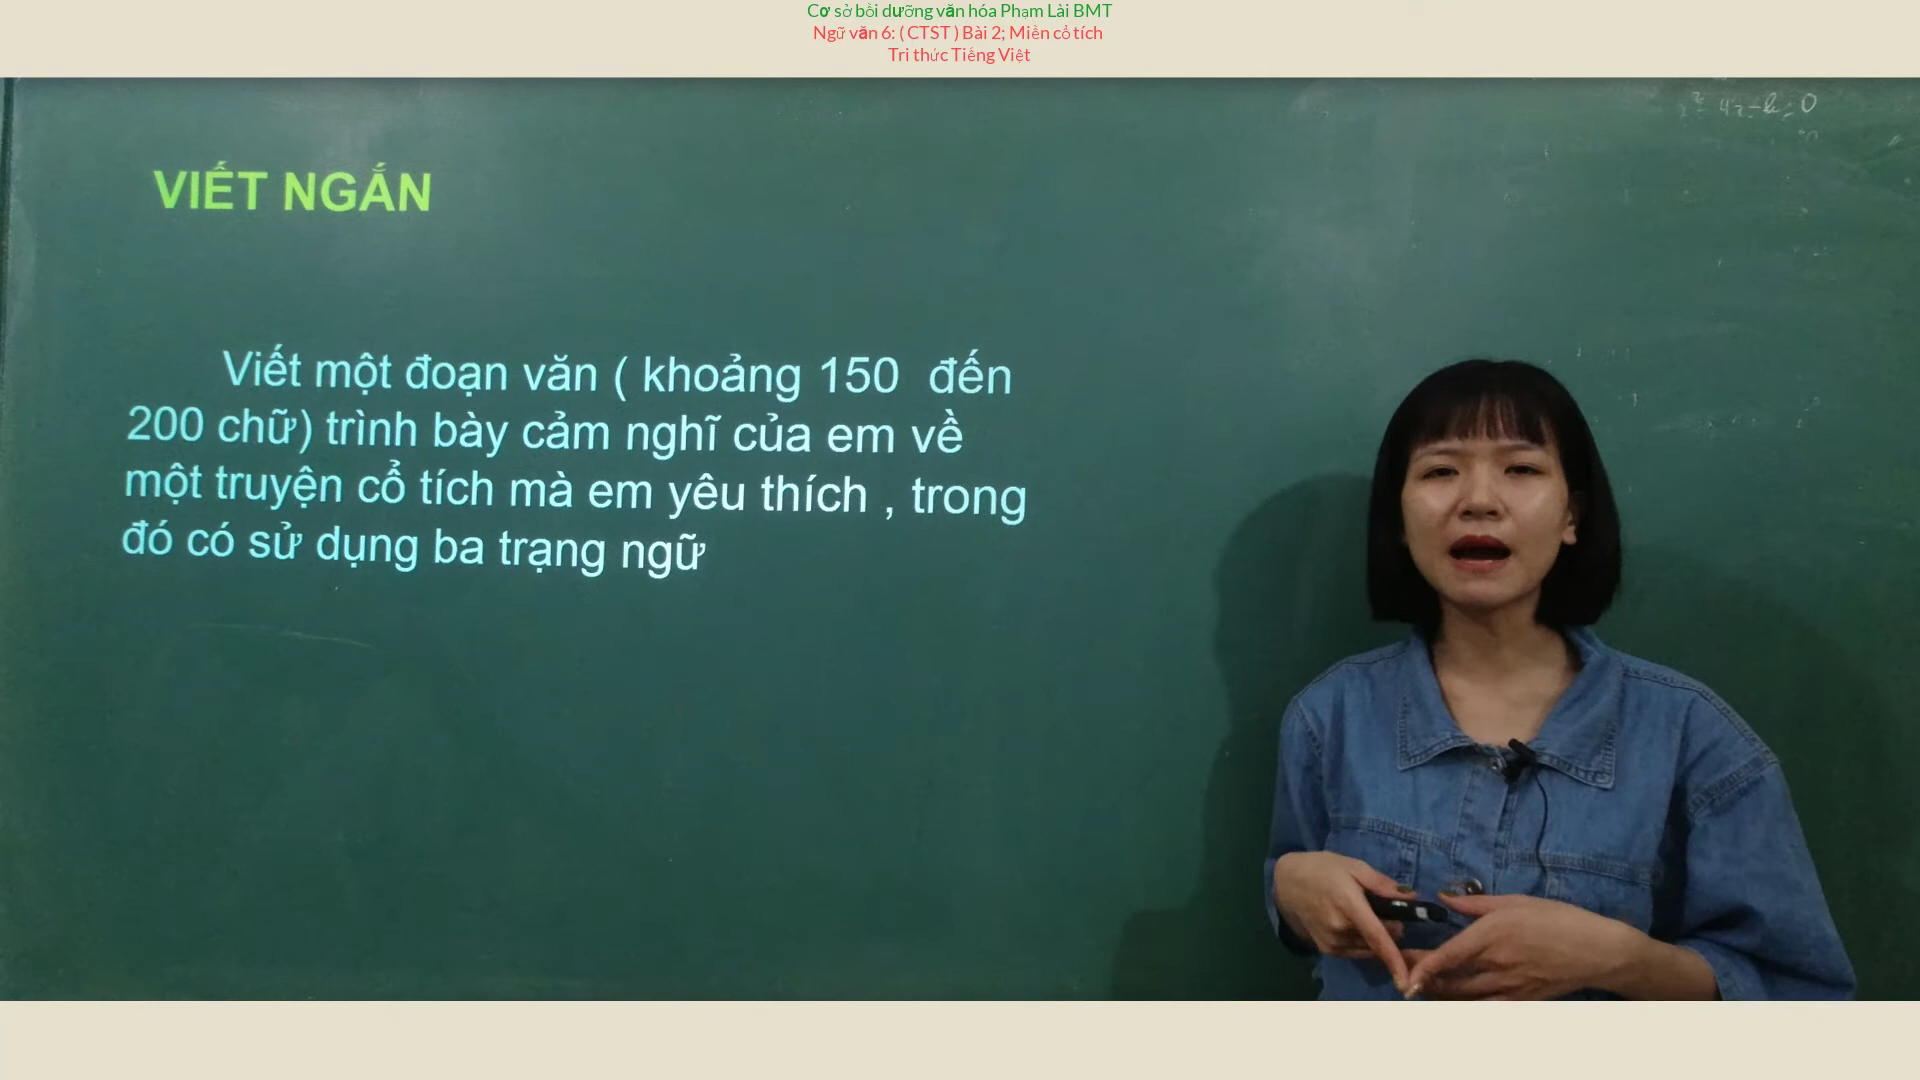 Cơ sở bồi dưỡng văn hóa Phạm Lài BMT
Ngữ văn 6: ( CTST ) Bài 2; Miền cổ tích
Tri thức Tiếng Việt
VIẾT NGẮN
Viết một đoạn văn ( khoảng 150 đến
200 chữ) trình bày cảm nghĩ của em về
một truyện cổ tích mà em yêu thích , trong
đó có sử dụng ba trạng ngữ